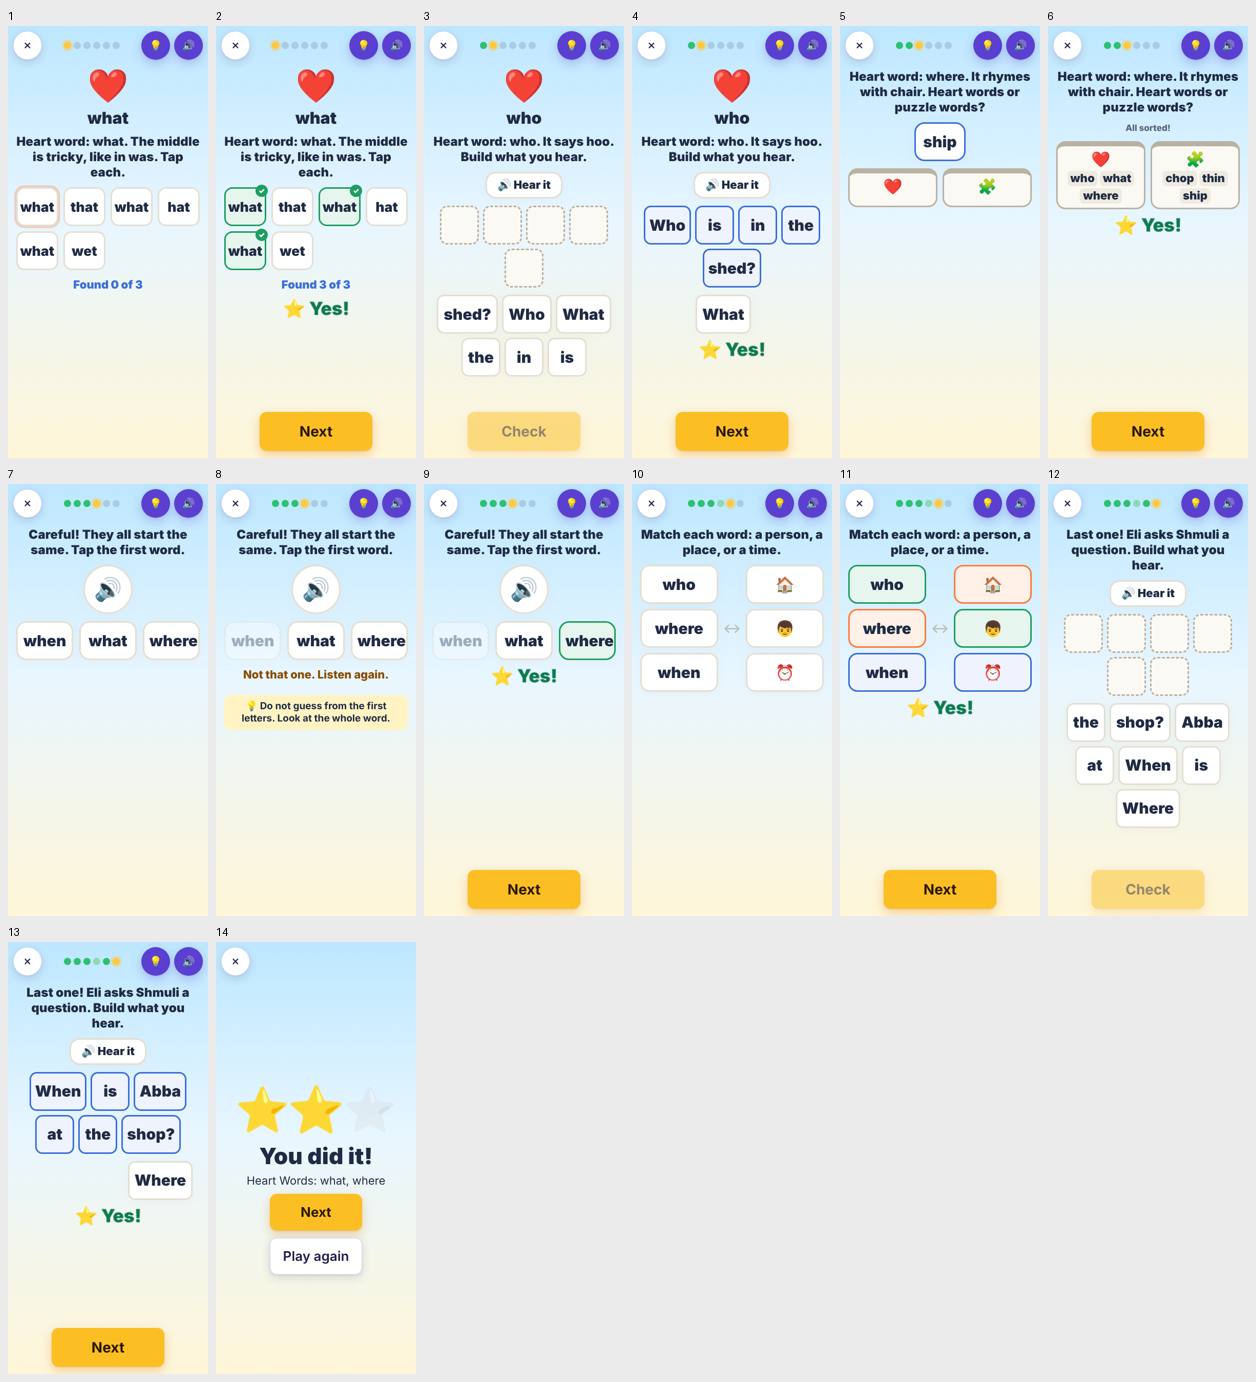 1
what
Heart word: what. The middle
is tricky, like in was. Tap
each.
what that what hat
what wet
Found 0 of 3
2
what
Heart word: what. The middle
is tricky, like in was. Tap
each.
what that what hat
what wet
Found 3 of 3
Yes!
Next
3
who
Heart word: who. It says hoo.
Build what you hear.
Hear it
shed? Who What
the in is
Check
4
who
Heart word: who. It says hoo.
Build what you hear.
Hear it
Who is in the
shed?
What
Yes!
Next
5
Heart word: where. It rhymes
with chair. Heart words or
puzzle words?
ship
6
Heart word: where. It rhymes
with chair. Heart words or
puzzle words?
All sorted!
who what chop thin
where ship
Yes!
Next
7
Careful! They all start the
same. Tap the first word.
when what where
8
Careful! They all start the
same. Tap the first word.
when what where
Not that one. Listen again.
Do not guess from the first
letters. Look at the whole word.
9
Careful! They all start the
same. Tap the first word.
when what where
Yes!
Next
10
Match each word: a person, a
place, or a time.
who
where
when
11
Match each word: a person, a
place, or a time.
who
where
when
Yes!
Next
12
Last one! Eli asks Shmuli a
question. Build what you
hear.
Hear it
the shop? Abba
at When is
Where
Check
13
Last one! Eli asks Shmuli a
question. Build what you
hear.
Hear it
When is Abba
at the shop?
Where
Yes!
Next
14
You did it!
Heart Words: what, where
Next
Play again